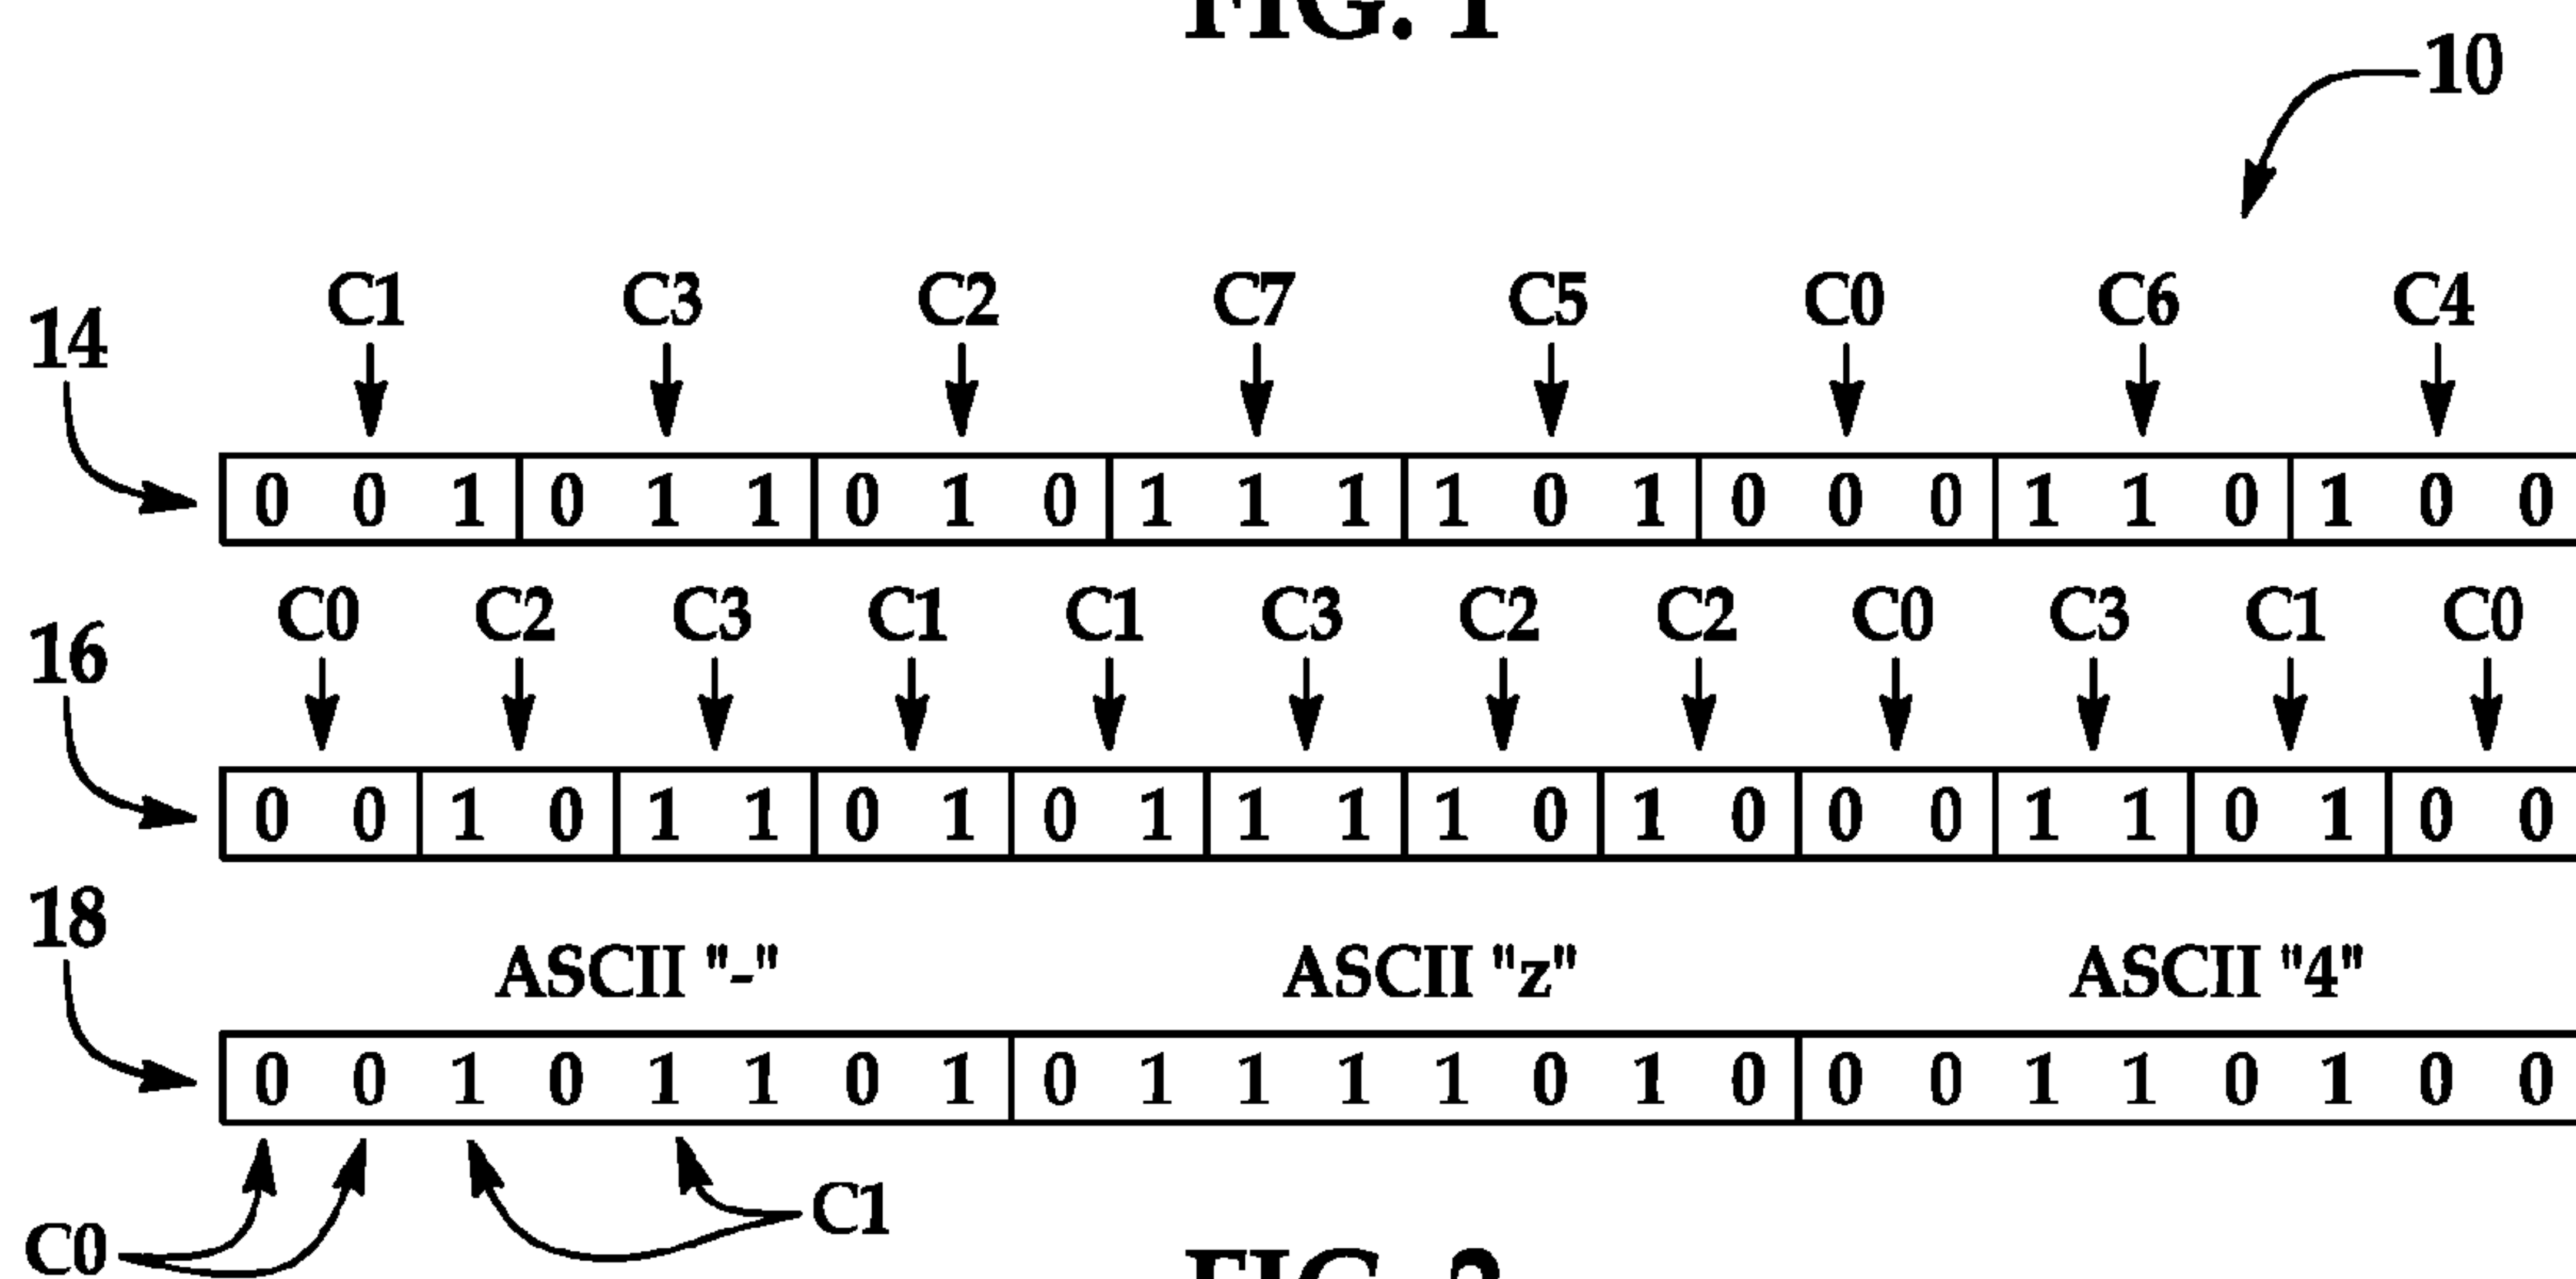 FIG. 1
10
C1 C3 C2 C7 C5 C0 C6 C4
14
0 0 1 0 1 1 0 1 0 1 1 1 1 0 1 0 0 0 1 1 0 1 0 0
C0 C2 C3 C1 C1 C3 C2 C2 C0 C3 C1 C0
16
0 0 1 0 1 1 0 1 0 1 1 1 1 0 1 0 0 0 1 1 0 1 0 0
18
ASCII "-" ASCII "z" ASCII "4"
0 0 1 0 1 1 0 1 0 1 1 1 1 0 1 0 0 0 1 1 0 1 0 0
C1
C0
FIG. 2